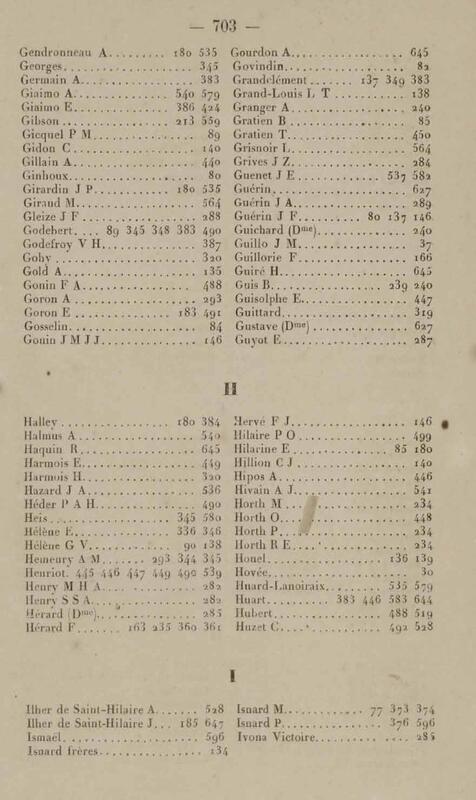 — 703 —
Gendronneau A.......... 180 535
Georges.................... 345
Germain A................. 383
Giaimo A............... 540 579
Giaimo E............... 386 424
Gibson................. 213 559
Gicquel P M................ 89
Gidon C.................... 140
Gillain A.................. 440
Ginhoux.................... 80
Girardin J P........... 180 535
Giraud M................... 564
Gleize J F................. 288
Godebert.... 89 345 348 383 490
Godefroy V H............... 387
Goby....................... 320
Gold A..................... 135
Gonin F A.................. 488
Goron A.................... 293
Goron E................ 183 491
Gosselin................... 84
Gouin J M J J.............. 146
Gourdon A.................. 645
Govindin................... 82
Grandclément....... 137 349 383
Grand-Louis L T............ 138
Granger A.................. 240
Gratien B.................. 85
Gratien T.................. 450
Grisnoir L................. 564
Grives J Z................. 284
Guenet J E............. 537 582
Guérin..................... 627
Guérin J A................. 289
Guérin J F.......... 80 137 146
Guichard (Dme)............. 240
Guillo J M................. 37
Guillorie F................ 166
Guiré H.................... 645
Guis B................. 239 240
Guisolphe E................ 447
Guittard................... 319
Gustave (Dme).............. 627
Guyot E.................... 287
H
Halley................. 180 384
Halmus A................... 540
Haquin R................... 645
Harmois E.................. 449
Harmois H.................. 320
Hazard J A................. 536
Héder P A H................ 490
Heis................... 345 580
Hélène E............... 336 346
Hélène G V............. 90 138
Hemeury A M........ 293 344 345
Henriot. 445 446 447 449 490 539
Henry M H A................ 282
Henry S S A................ 282
Hérard (Dme)............... 285
Hérard F....... 163 235 360 361
Hervé F J.................. 146
Hilaire P O................ 499
Hilarine E............. 85 180
Hillion C J................ 140
Hipos A.................... 446
Hivain A J................. 541
Horth M.................... 234
Horth O.................... 448
Horth P.................... 234
Horth R E.................. 234
Houel.................. 136 139
Hovée...................... 30
Huard-Lanoiraix........ 535 579
Huart.......... 383 446 583 644
Hubert................. 488 519
Huzet C................ 492 528
I
Ilher de Saint-Hilaire A....... 528
Ilher de Saint-Hilaire J... 185 647
Ismaël..................... 596
Isnard frères.............. 134
Isnard M............ 77 373 374
Isnard P............... 376 596
Ivona Victoire............. 285